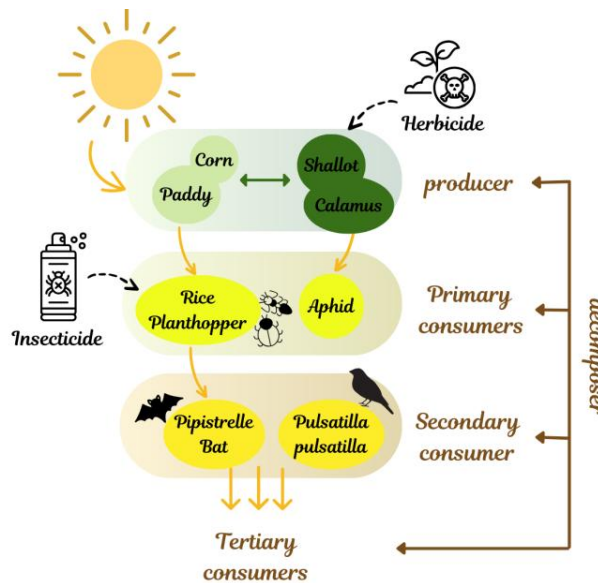 Herbicide
Corn
Paddy
Shallot
Calamus
producer
Insecticide
Rice
Planthopper
Aphid
Primary
consumers
decomposer
Pipistrelle
Bat
Pulsatilla
pulsatilla
Secondary
consumer
Tertiary
consumers